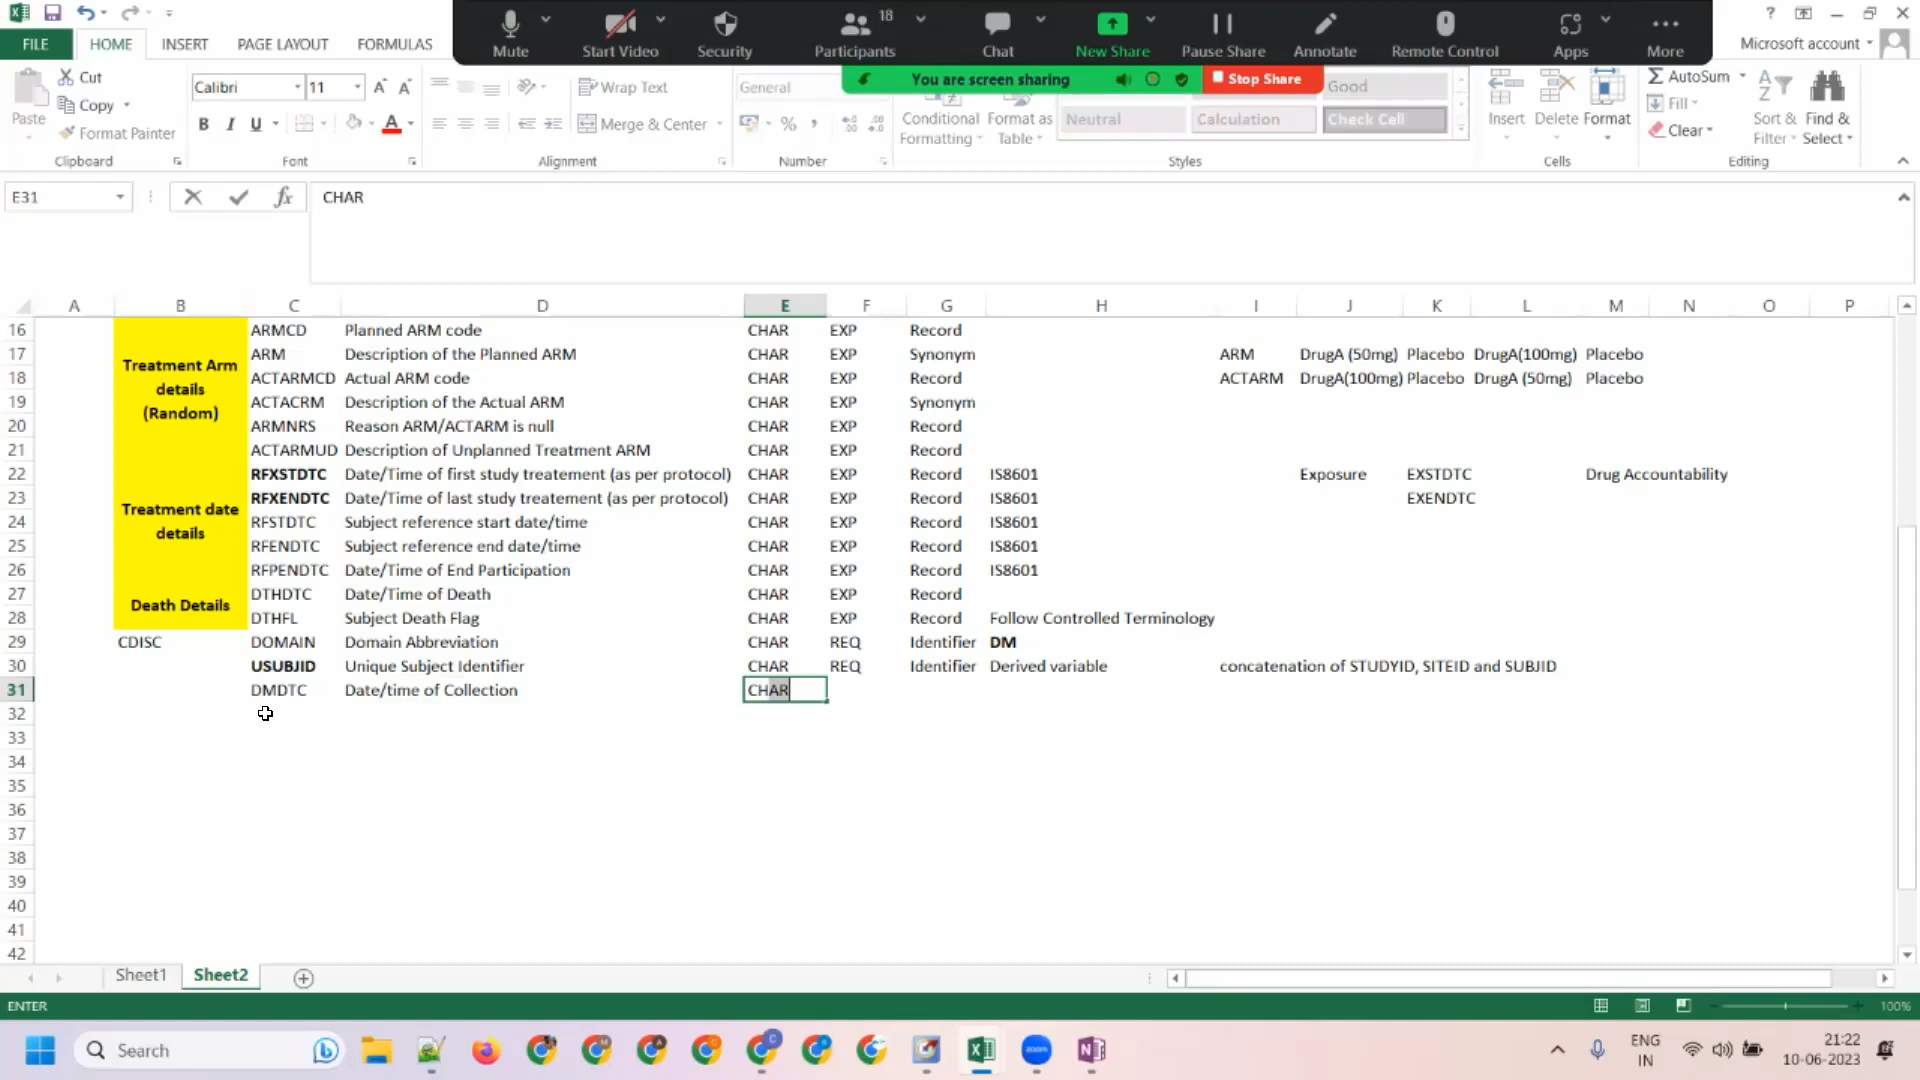 FILE HOME INSERT PAGE LAYOUT FORMULAS
Mute Start Video Security Participants 18 Chat New Share Pause Share Annotate Remote Control Apps More
You are screen sharing Stop Share
Microsoft account
Cut
Copy
Format Painter
Paste
Clipboard
Calibri 11
B I U
Font
Wrap Text
Merge & Center
Alignment
General
Number
Conditional Formatting
Format as Table
Good
Neutral Calculation Check Cell
Styles
Insert Delete Format
Cells
AutoSum
Fill
Clear
Sort & Filter
Find & Select
Editing
E31 fx CHAR
A B C D E F G H I J K L M N O P
16 ARMCD Planned ARM code CHAR EXP Record
17 ARM Description of the Planned ARM CHAR EXP Synonym ARM DrugA (50mg) Placebo DrugA(100mg) Placebo
Treatment Arm
details
(Random)
18 ACTARMCD Actual ARM code CHAR EXP Record ACTARM DrugA(100mg) Placebo DrugA (50mg) Placebo
19 ACTACRM Description of the Actual ARM CHAR EXP Synonym
20 ARMNRS Reason ARM/ACTARM is null CHAR EXP Record
21 ACTARMUD Description of Unplanned Treatment ARM CHAR EXP Record
22 RFXSTDTC Date/Time of first study treatement (as per protocol) CHAR EXP Record IS8601 Exposure EXSTDTC Drug Accountability
23 RFXENDTC Date/Time of last study treatement (as per protocol) CHAR EXP Record IS8601 EXENDTC
Treatment date
details
24 RFSTDTC Subject reference start date/time CHAR EXP Record IS8601
25 RFENDTC Subject reference end date/time CHAR EXP Record IS8601
26 RFPENDTC Date/Time of End Participation CHAR EXP Record IS8601
27 DTHDTC Date/Time of Death CHAR EXP Record
Death Details
28 DTHFL Subject Death Flag CHAR EXP Record Follow Controlled Terminology
29 CDISC DOMAIN Domain Abbreviation CHAR REQ Identifier DM
30 USUBJID Unique Subject Identifier CHAR REQ Identifier Derived variable concatenation of STUDYID, SITEID and SUBJID
31 DMDTC Date/time of Collection CHAR
32
33
34
35
36
37
38
39
40
41
42
Sheet1 Sheet2
ENTER 100%
Search ENG IN 21:22 10-06-2023
zoom